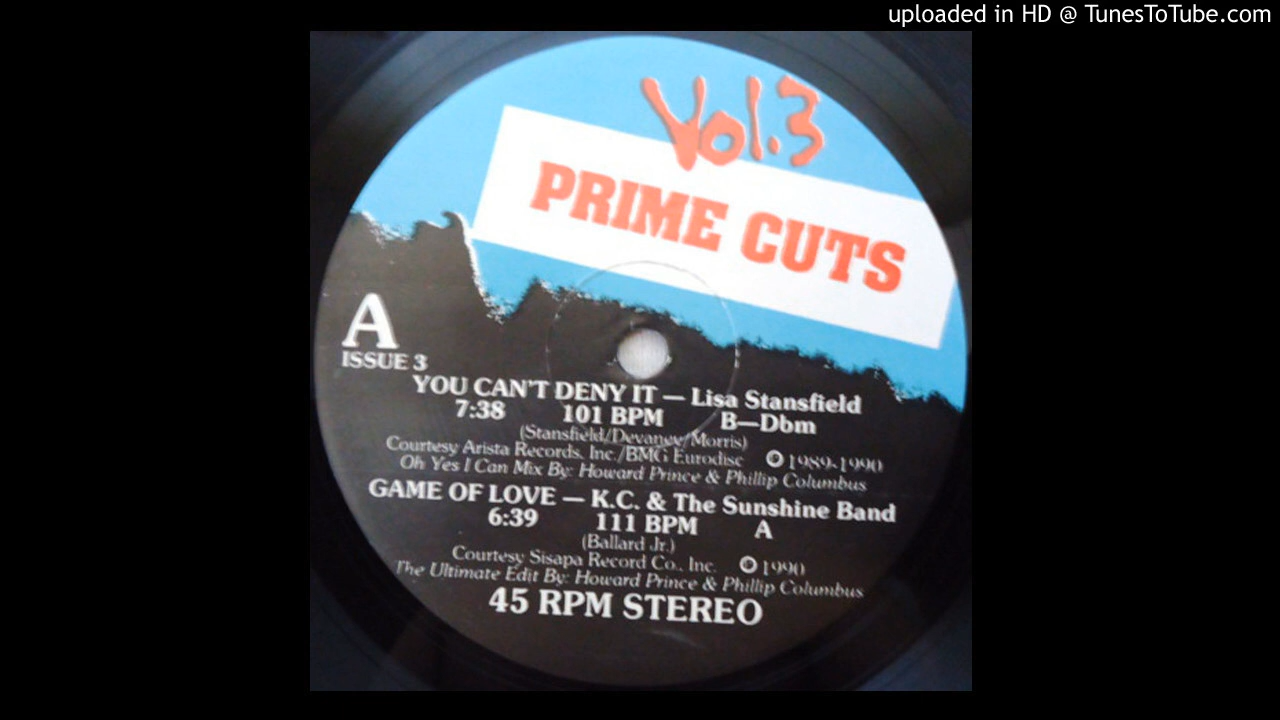 uploaded in HD @ TunesToTube.com
Vol.3
PRIME CUTS
A
ISSUE 3
YOU CAN'T DENY IT — Lisa Stansfield
7:38 101 BPM B—Dbm
(Stansfield/Devaney/Morris)
Courtesy Arista Records, Inc./BMG Eurodisc ℗ 1989-1990
Oh Yes I Can Mix By: Howard Prince & Phillip Columbus
GAME OF LOVE — K.C. & The Sunshine Band
6:39 111 BPM A
(Ballard Jr.)
Courtesy Sisapa Record Co., Inc. ℗ 1990
The Ultimate Edit By: Howard Prince & Phillip Columbus
45 RPM STEREO